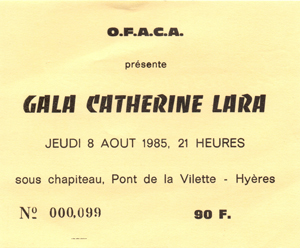 O.F.A.C.A.
présente
GALA CATHERINE LARA
JEUDI 8 AOUT 1985, 21 HEURES
sous chapiteau, Pont de la Vilette - Hyères
Nº 000,099 90 F.